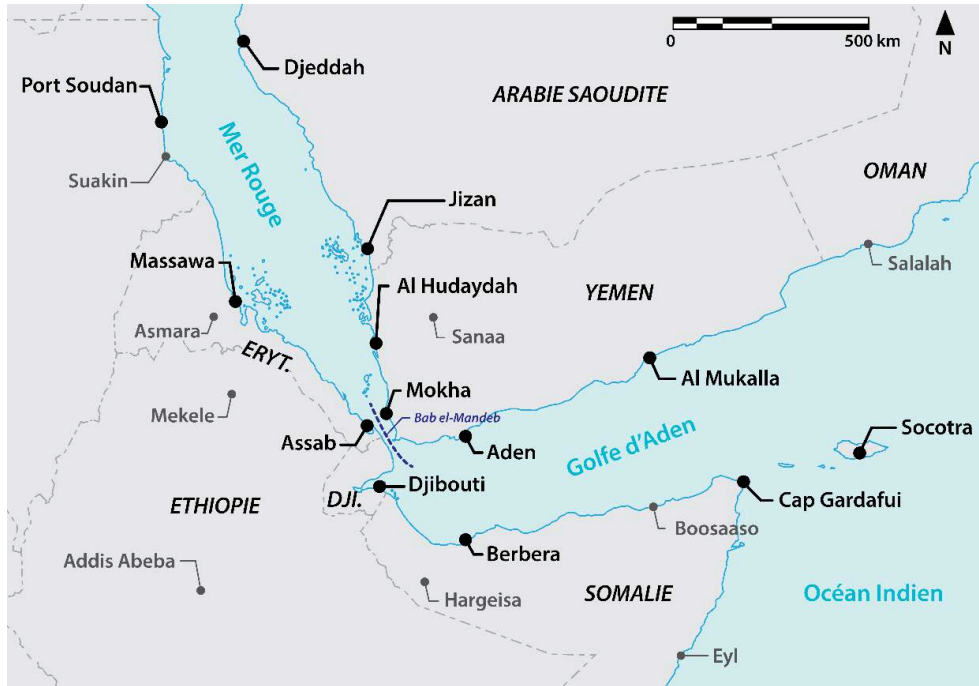 0
500 km
N
Djeddah
Port Soudan
ARABIE SAOUDITE
Mer Rouge
Suakin
OMAN
Jizan
Massawa
Salalah
Al Hudaydah
YEMEN
Asmara
Sanaa
ERYT.
Al Mukalla
Mokha
Mekele
Bab el-Mandeb
Assab
Aden
Golfe d'Aden
Socotra
Djibouti
ETHIOPIE
DJI.
Cap Gardafui
Boosaaso
Berbera
Addis Abeba
Hargeisa
SOMALIE
Océan Indien
Eyl